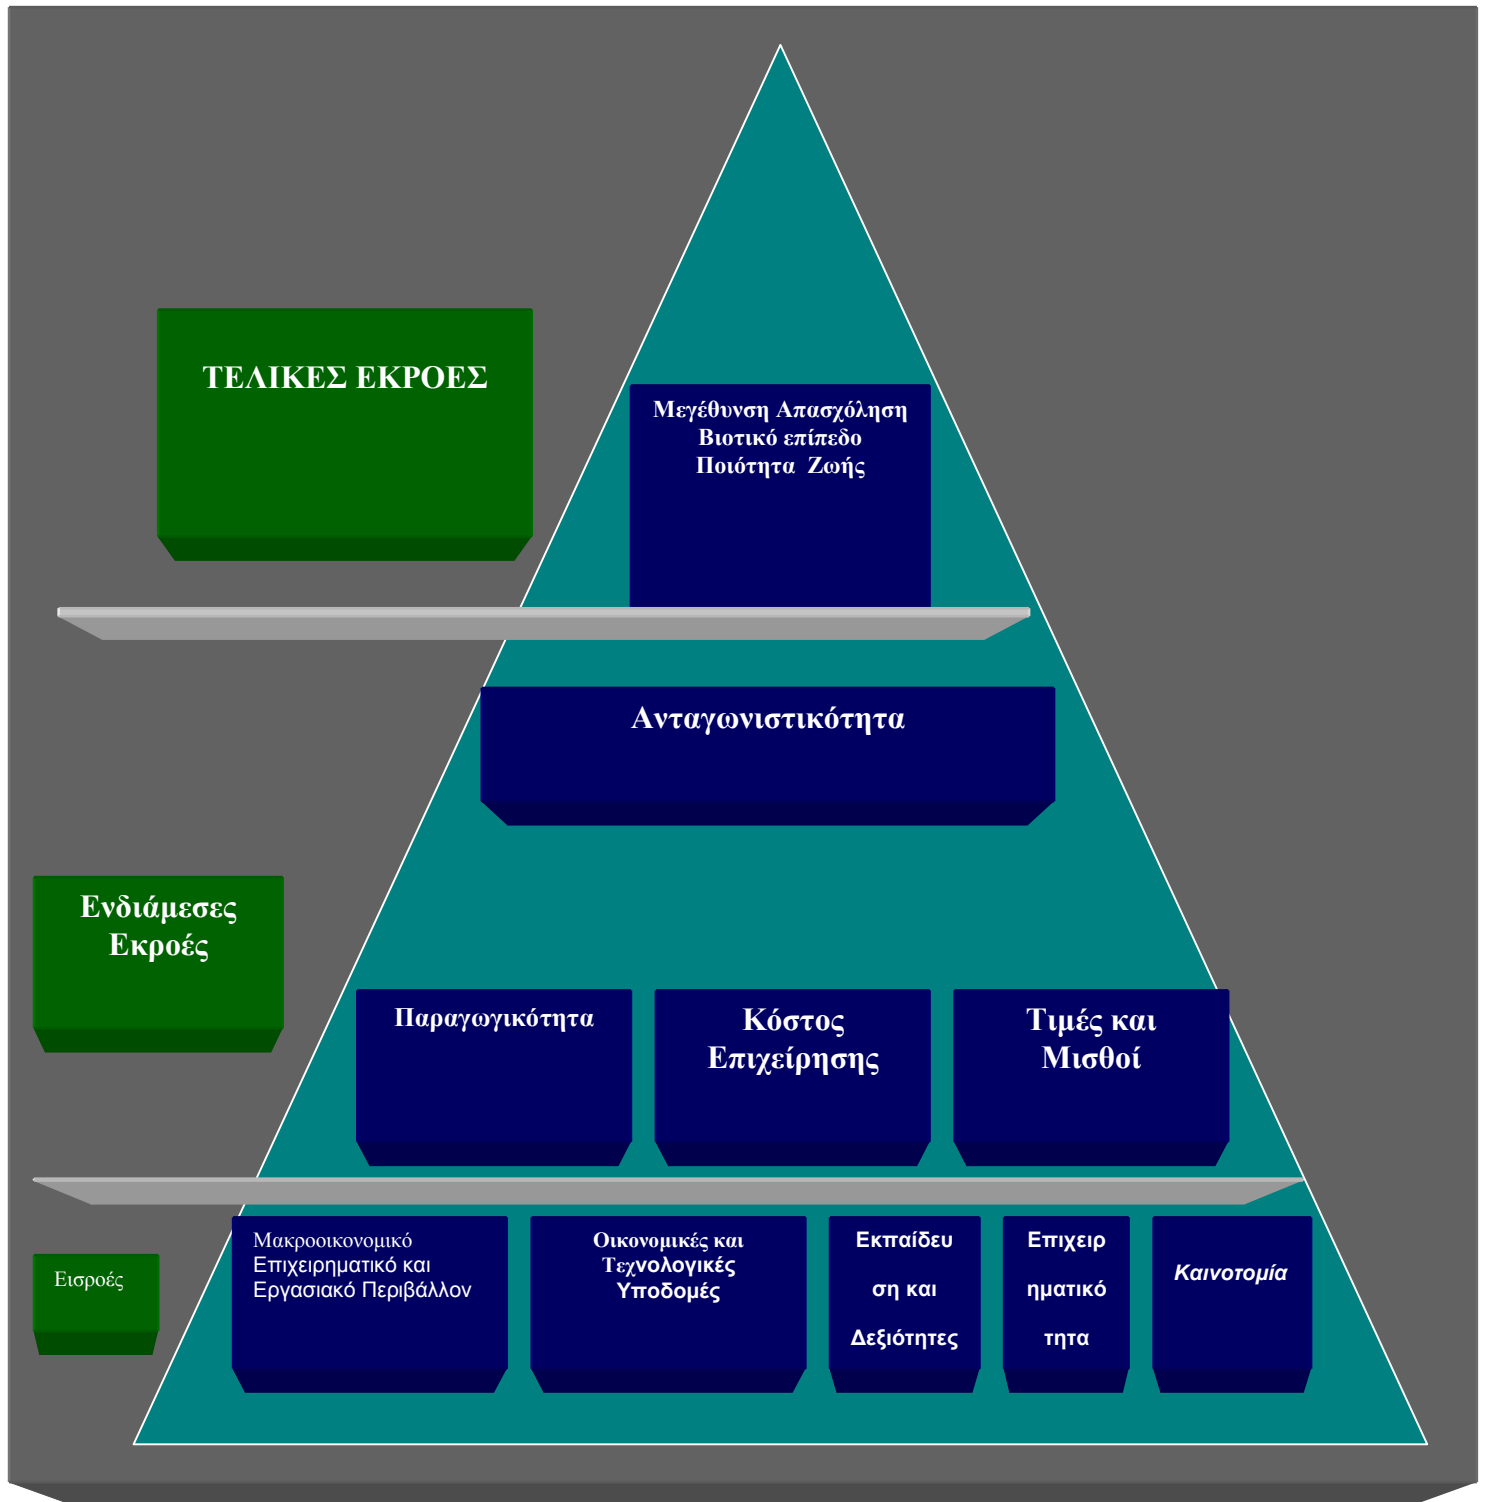 ΤΕΛΙΚΕΣ ΕΚΡΟΕΣ
Μεγέθυνση Απασχόληση
Βιοτικό επίπεδο
Ποιότητα Ζωής
Ανταγωνιστικότητα
Ενδιάμεσες
Εκροές
Παραγωγικότητα
Κόστος
Επιχείρησης
Τιμές και
Μισθοί
Εισροές
Μακροοικονομικό
Επιχειρηματικό και
Εργασιακό Περιβάλλον
Οικονομικές και
Τεχνολογικές
Υποδομές
Εκπαίδευ
ση και
Δεξιότητες
Επιχειρ
ηματικό
τητα
Καινοτομία